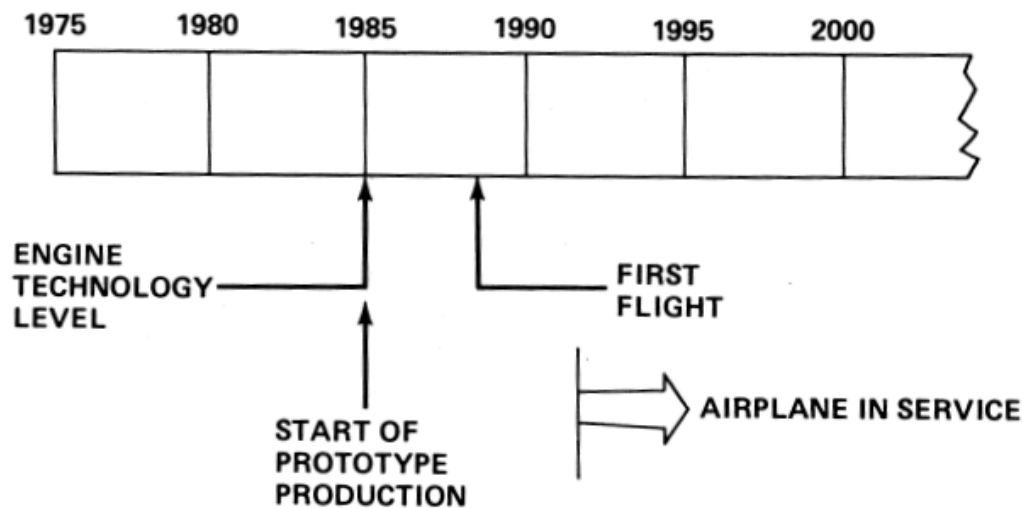 1975 1980 1985 1990 1995 2000
ENGINE
TECHNOLOGY
LEVEL
FIRST
FLIGHT
AIRPLANE IN SERVICE
START OF
PROTOTYPE
PRODUCTION